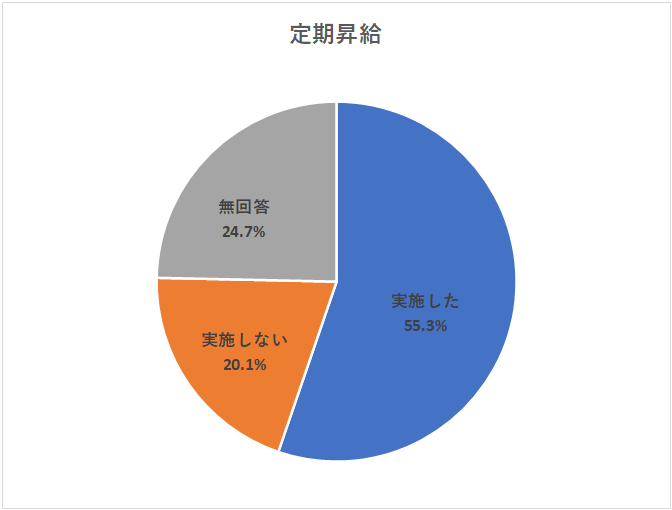 定期昇給
無回答
24.7%
実施した
55.3%
実施しない
20.1%